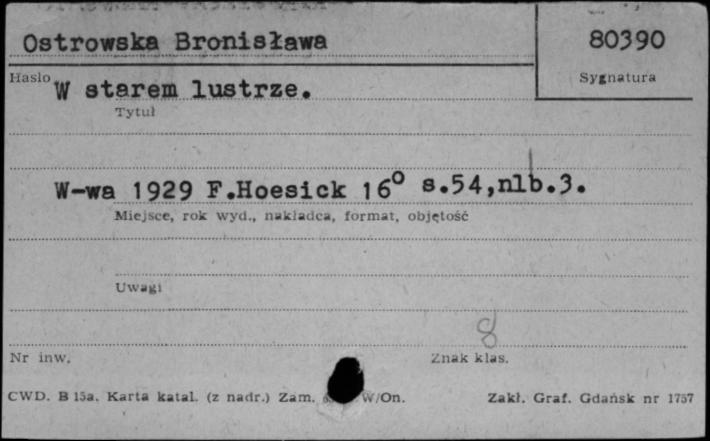 Ostrowska Bronisława
80390
Hasło
Sygnatura
W starem lustrze.
Tytuł
W-wa 1929 F.Hoesick 16° s.54,nlb.3.
Miejsce, rok wyd., nakładca, format, objętość
Uwagi
8
Nr inw.
Znak klas.
CWD. B 15a. Karta katal. (z nadr.) Zam. W/On.
Zakł. Graf. Gdańsk nr 1757